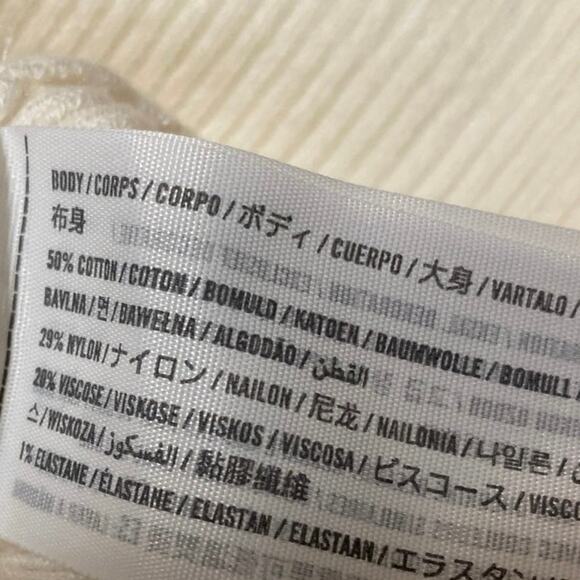 BODY / CORPS / CORPO / ボディ / CUERPO / 大身 / VARTALO /
布身
50% COTTON / COTON / BOMULD / KATOEN / BAUMWOLLE / BOMULL /
BAVLNA / 면 / BAWEŁNA / ALGODÃO / القطن
29% NYLON / ナイロン / NAILON / 尼龙 / NAILONIA / 나일론 /
20% VISCOSE / VISKOSE / VISKOS / VISCOSA / ビスコース / VISCO
스 / WISKOZA / الفسكوز / 黏膠纖維
1% ELASTANE / ÉLASTANE / ELASTAN / ELASTAAN / エラスタン